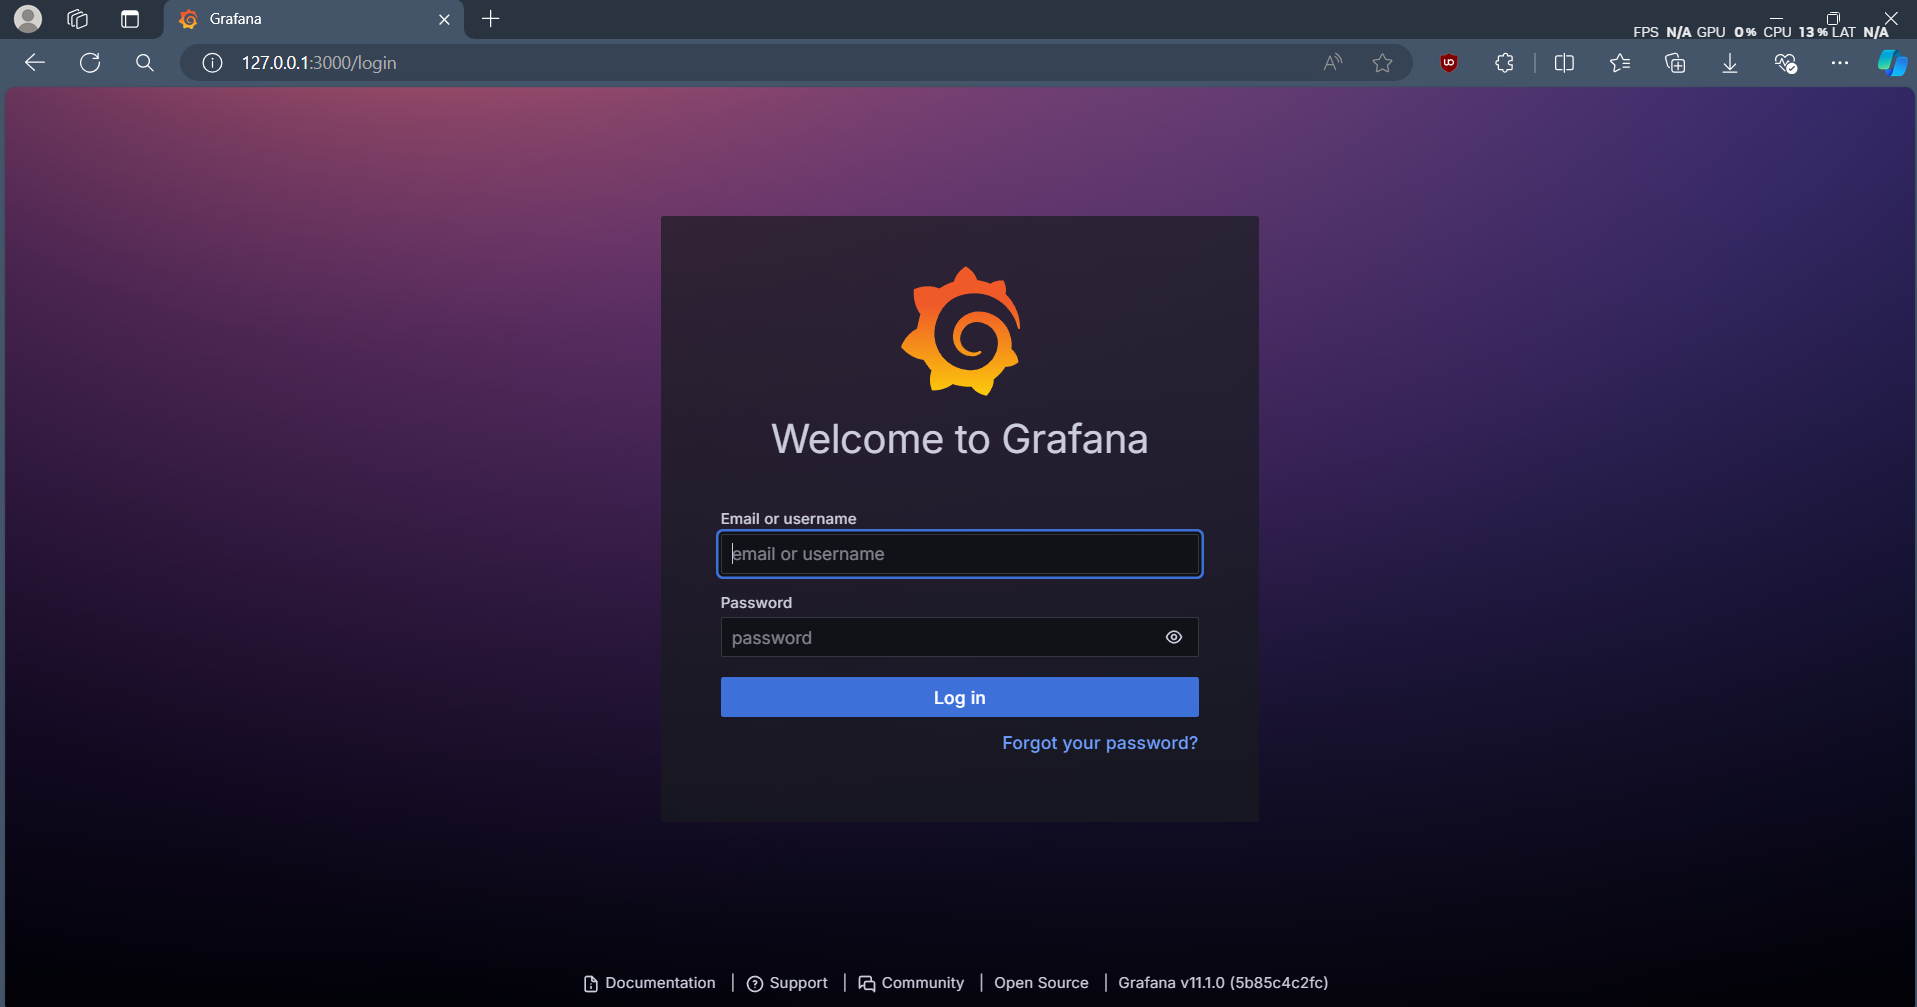 Grafana
FPS N/A GPU 0% CPU 13% LAT N/A
127.0.0.1:3000/login
Welcome to Grafana
Email or username
email or username
Password
password
Log in
Forgot your password?
Documentation | Support | Community | Open Source | Grafana v11.1.0 (5b85c4c2fc)